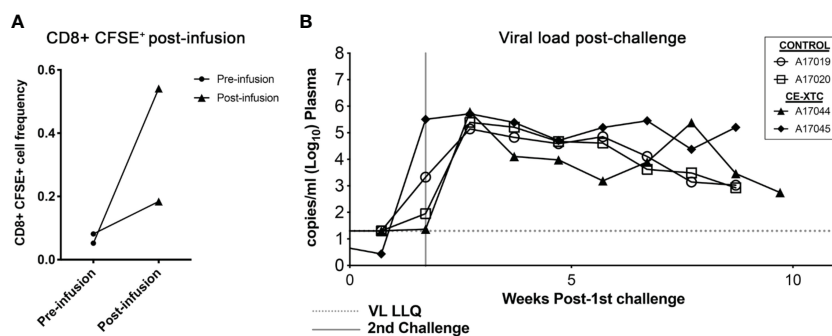 A
CD8+ CFSE⁺ post-infusion
CD8+ CFSE+ cell frequency
0.6
0.4
0.2
0.0
Pre-infusion
Post-infusion
Pre-infusion
Post-infusion
B
Viral load post-challenge
copies/ml (Log₁₀) Plasma
8
7
6
5
4
3
2
1
0
0
5
10
Weeks Post-1st challenge
CONTROL
A17019
A17020
CE-XTC
A17044
A17045
VL LLQ
2nd Challenge